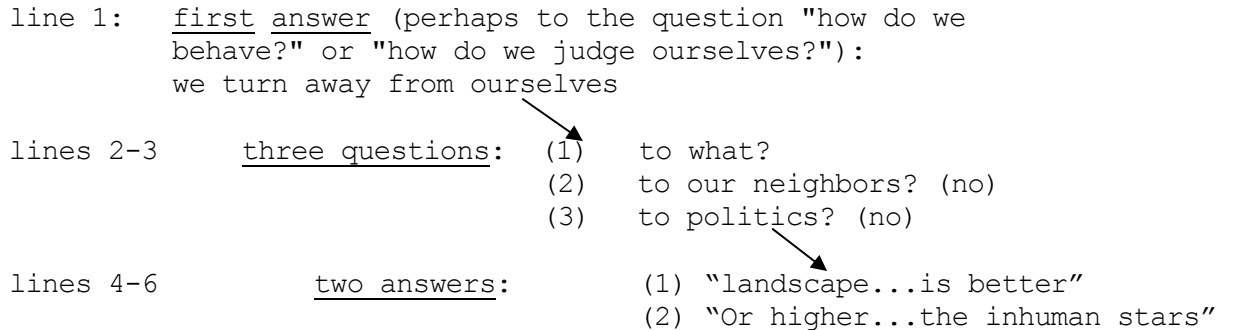 line 1: first answer (perhaps to the question "how do we
behave?" or "how do we judge ourselves?"):
we turn away from ourselves
lines 2-3 three questions: (1) to what?
(2) to our neighbors? (no)
(3) to politics? (no)
lines 4-6 two answers: (1) “landscape...is better”
(2) “Or higher...the inhuman stars”